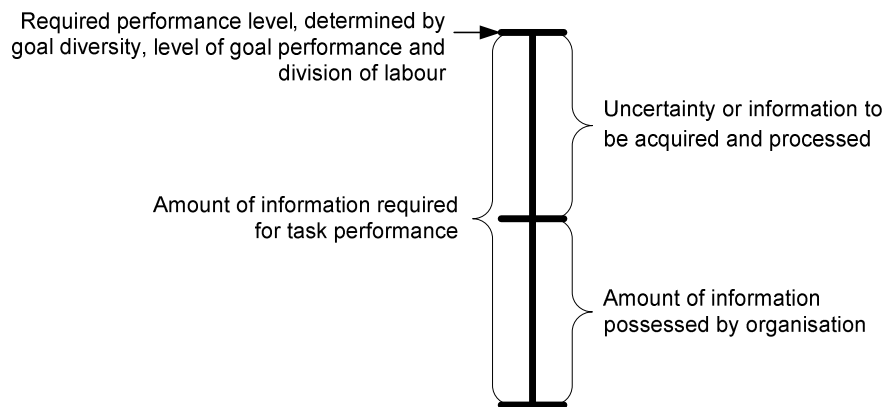 Required performance level, determined by
goal diversity, level of goal performance and
division of labour
Uncertainty or information to
be acquired and processed
Amount of information required
for task performance
Amount of information
possessed by organisation